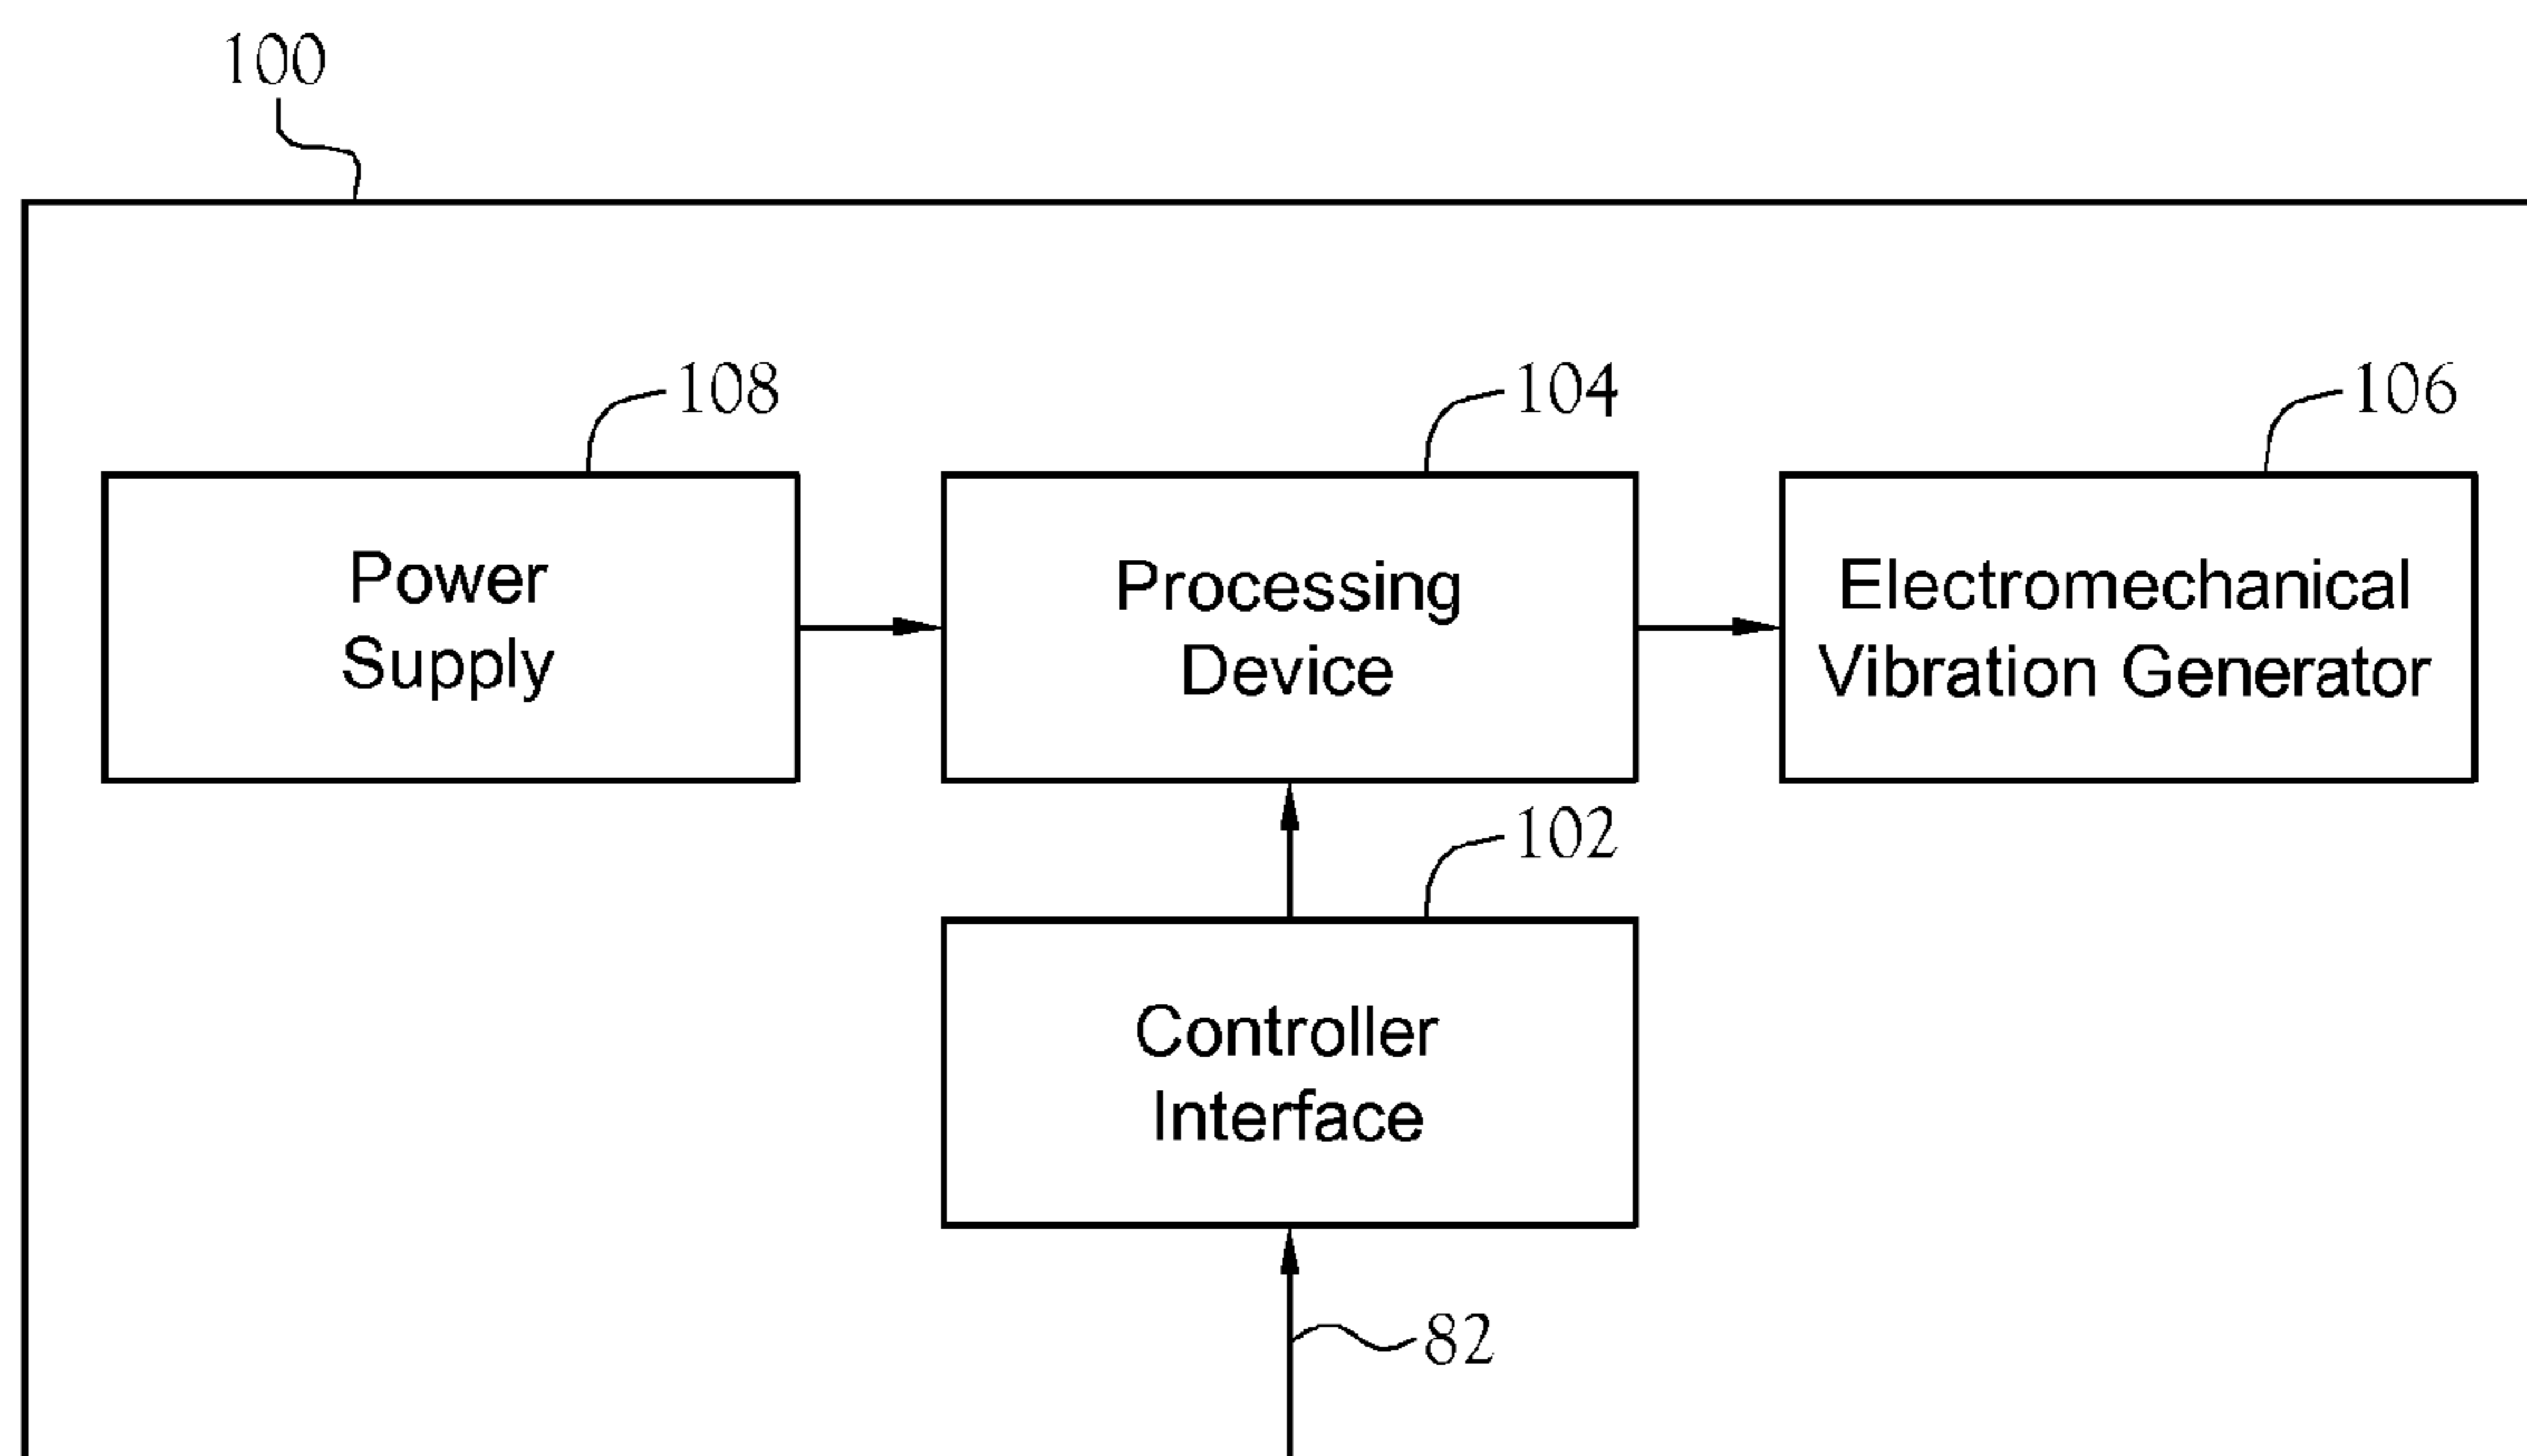 100
108
104
106
Power
Supply
Processing
Device
Electromechanical
Vibration Generator
102
Controller
Interface
82